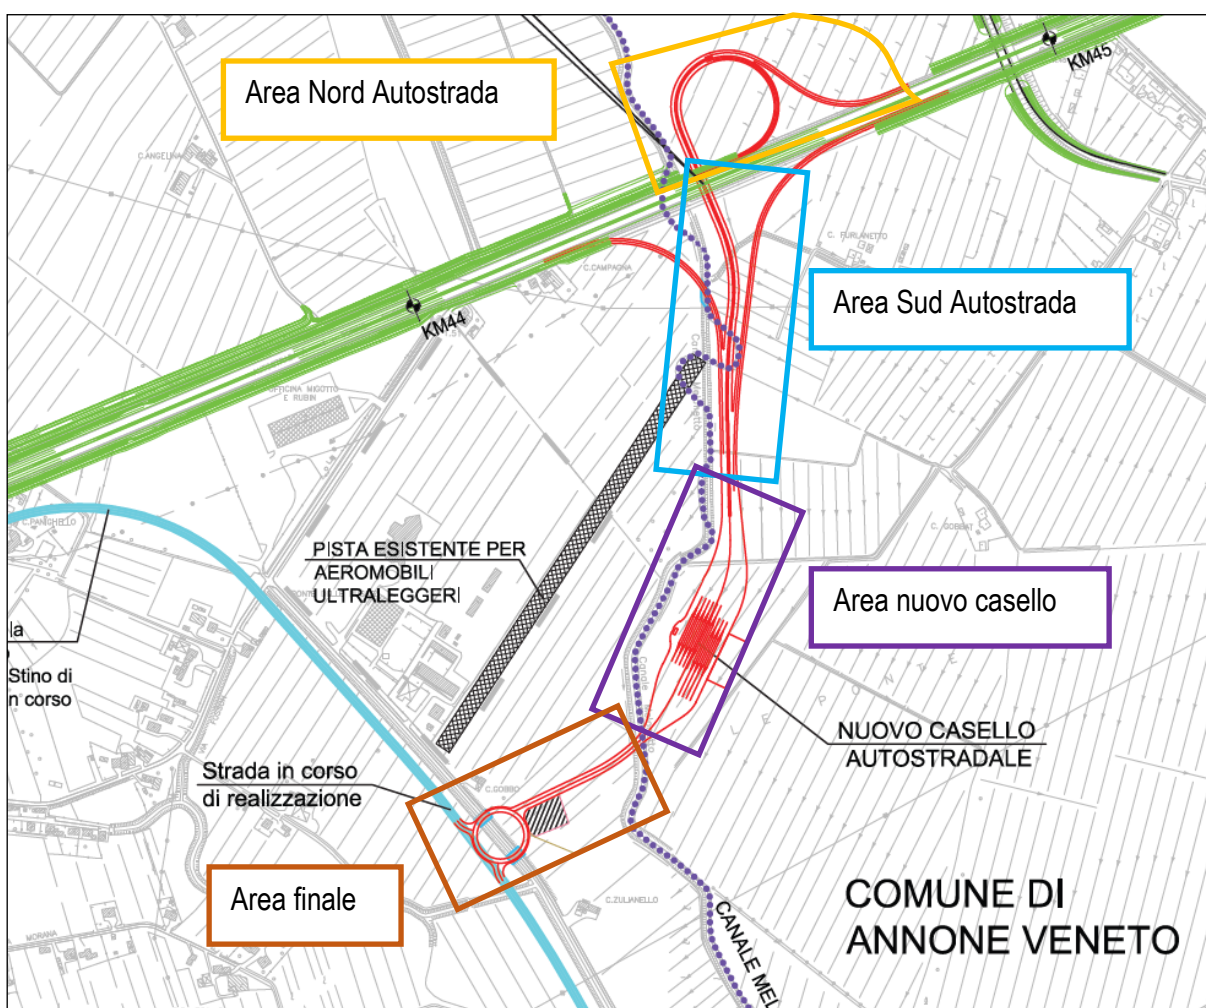 KM45
Area Nord Autostrada
C.ANGELINA
C. FURLANETTO
C.CAMPAGNA
Area Sud Autostrada
KM44
OFFICINA MIGOTTO
E RUBIN
C.PANIGHELLO
C. GOBBAT
PISTA ESISTENTE PER
AEROMOBILI
ULTRALEGGERI
Area nuovo casello
la
Stino di
n corso
NUOVO CASELLO
AUTOSTRADALE
Strada in corso
di realizzazione
C.GOBBO
Area finale
C.ZULIANELLO
MORANA
CANALE MEL
COMUNE DI
ANNONE VENETO